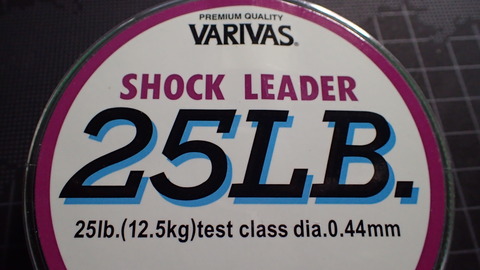 PREMIUM QUALITY
VARIVAS®
SHOCK LEADER
25LB.
25lb.(12.5kg)test class dia.0.44mm